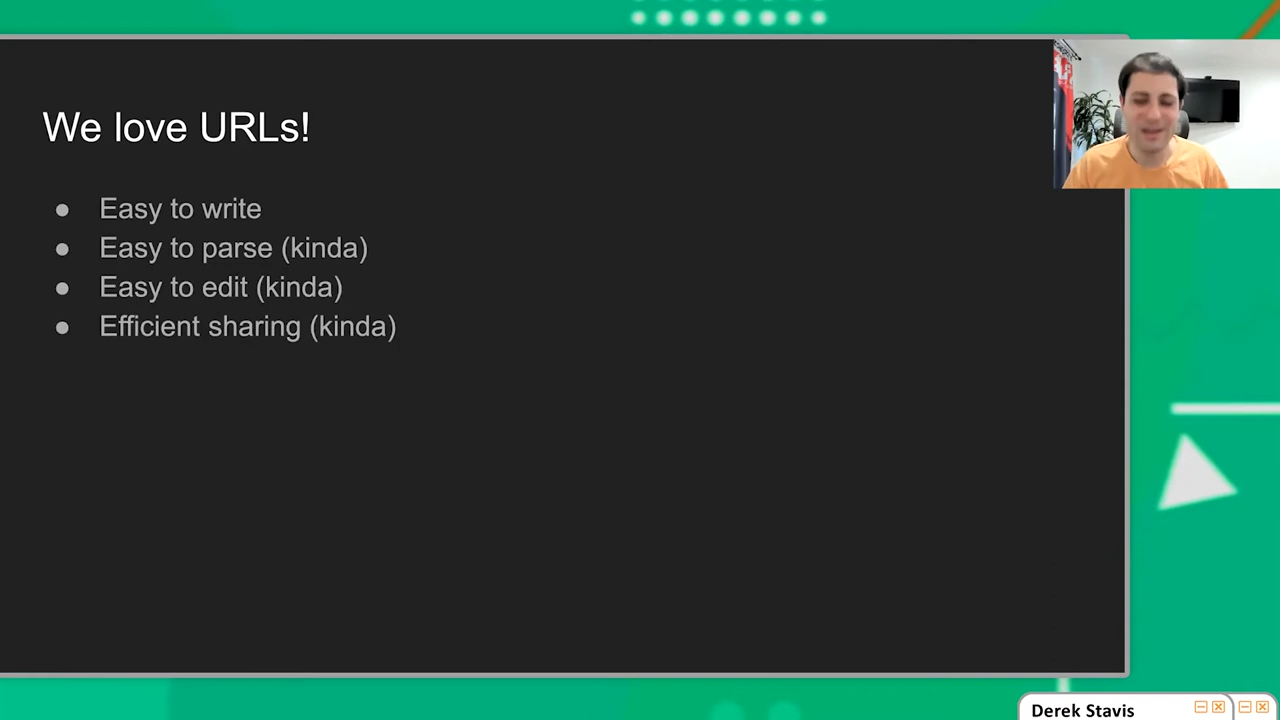 We love URLs!
● Easy to write
● Easy to parse (kinda)
● Easy to edit (kinda)
● Efficient sharing (kinda)
Derek Stavis